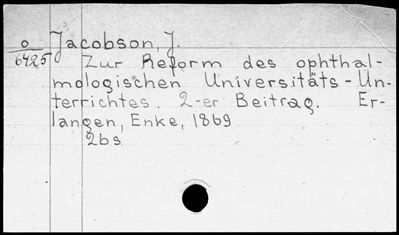 o Jacobson, J.
6425 Zur Reform des ophthal-
mologischen Universitäts-Un-
terrichtes. 2-er Beitrag. Er-
langen, Enke, 1869
2bs